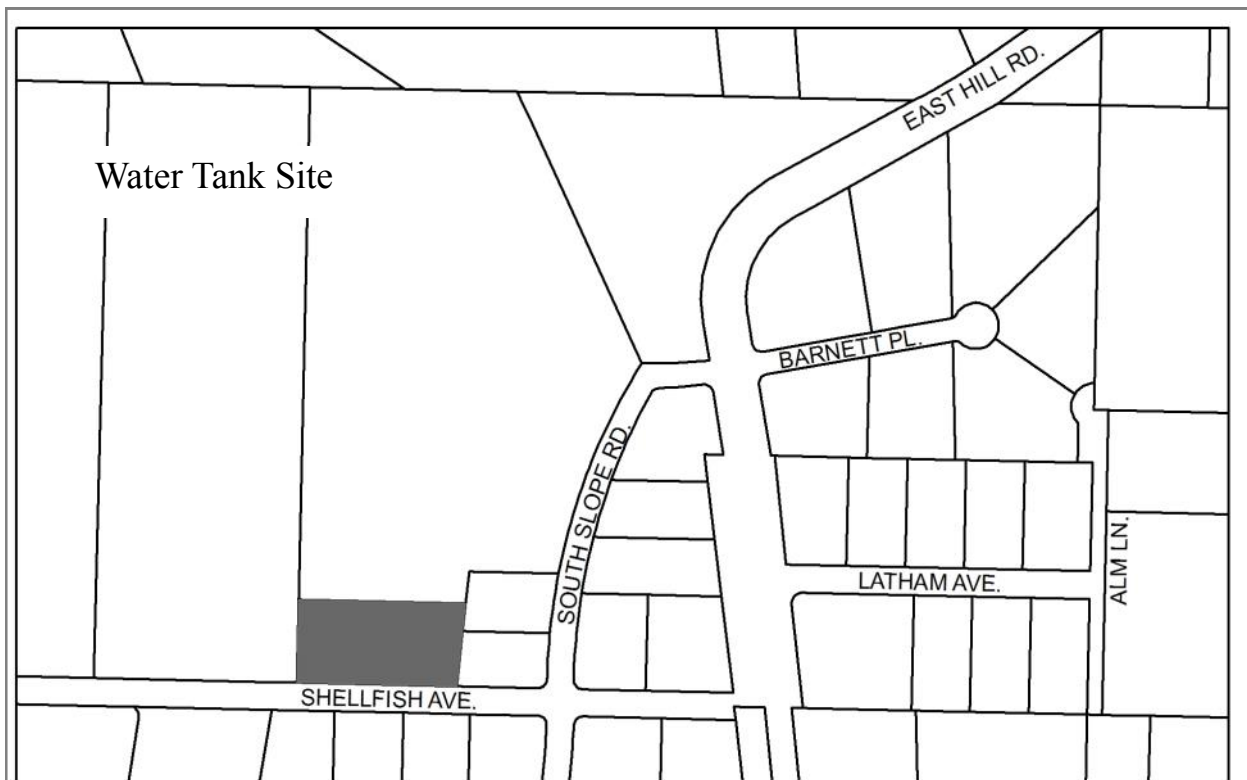 EAST HILL RD.
Water Tank Site
BARNETT PL.
SOUTH SLOPE RD.
LATHAM AVE.
ALM LN.
SHELLFISH AVE.